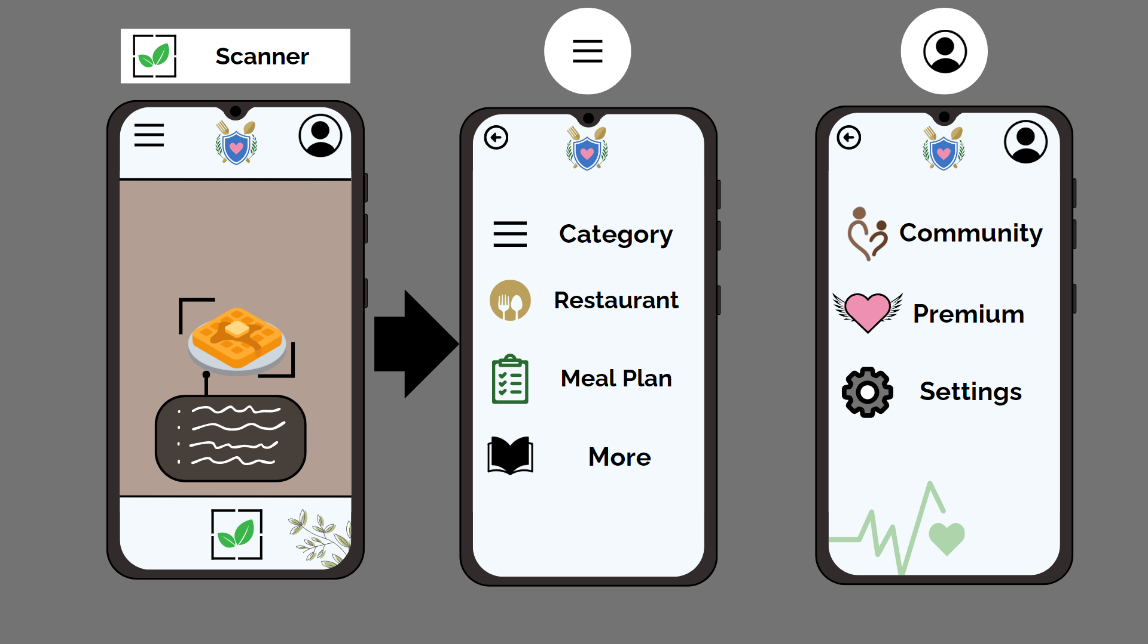 Scanner
Category
Restaurant
Meal Plan
More
Community
Premium
Settings